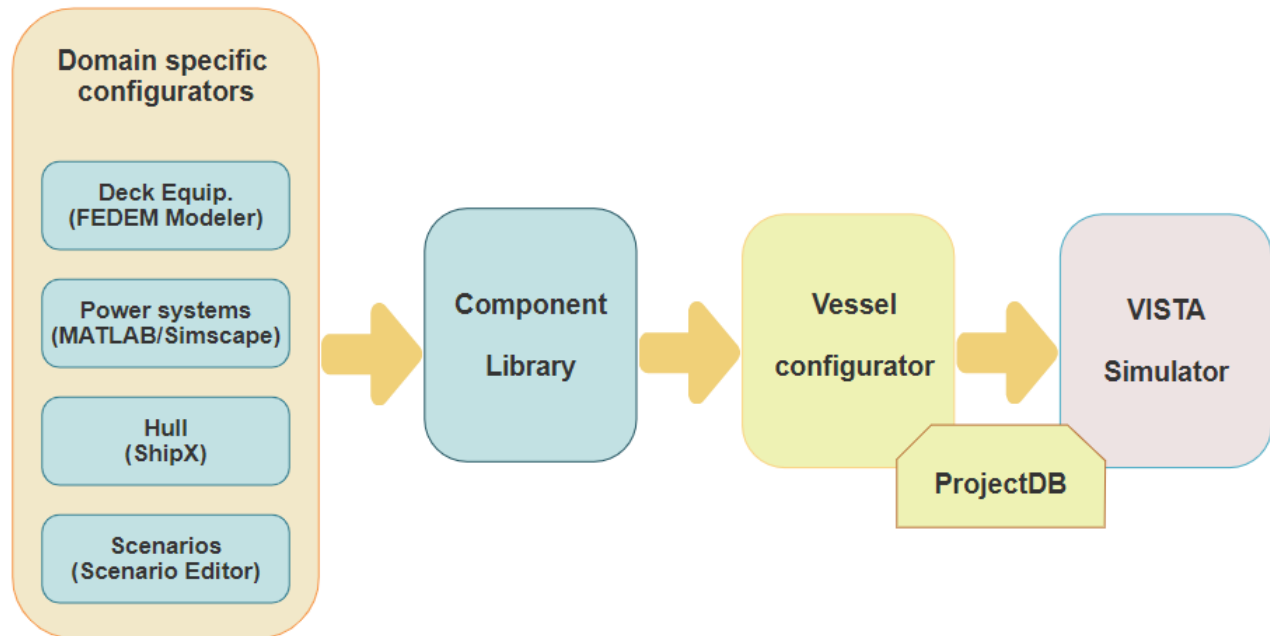 Domain specific
configurators
Deck Equip.
(FEDEM Modeler)
Power systems
(MATLAB/Simscape)
Hull
(ShipX)
Scenarios
(Scenario Editor)
Component
Library
Vessel
configurator
VISTA
Simulator
ProjectDB